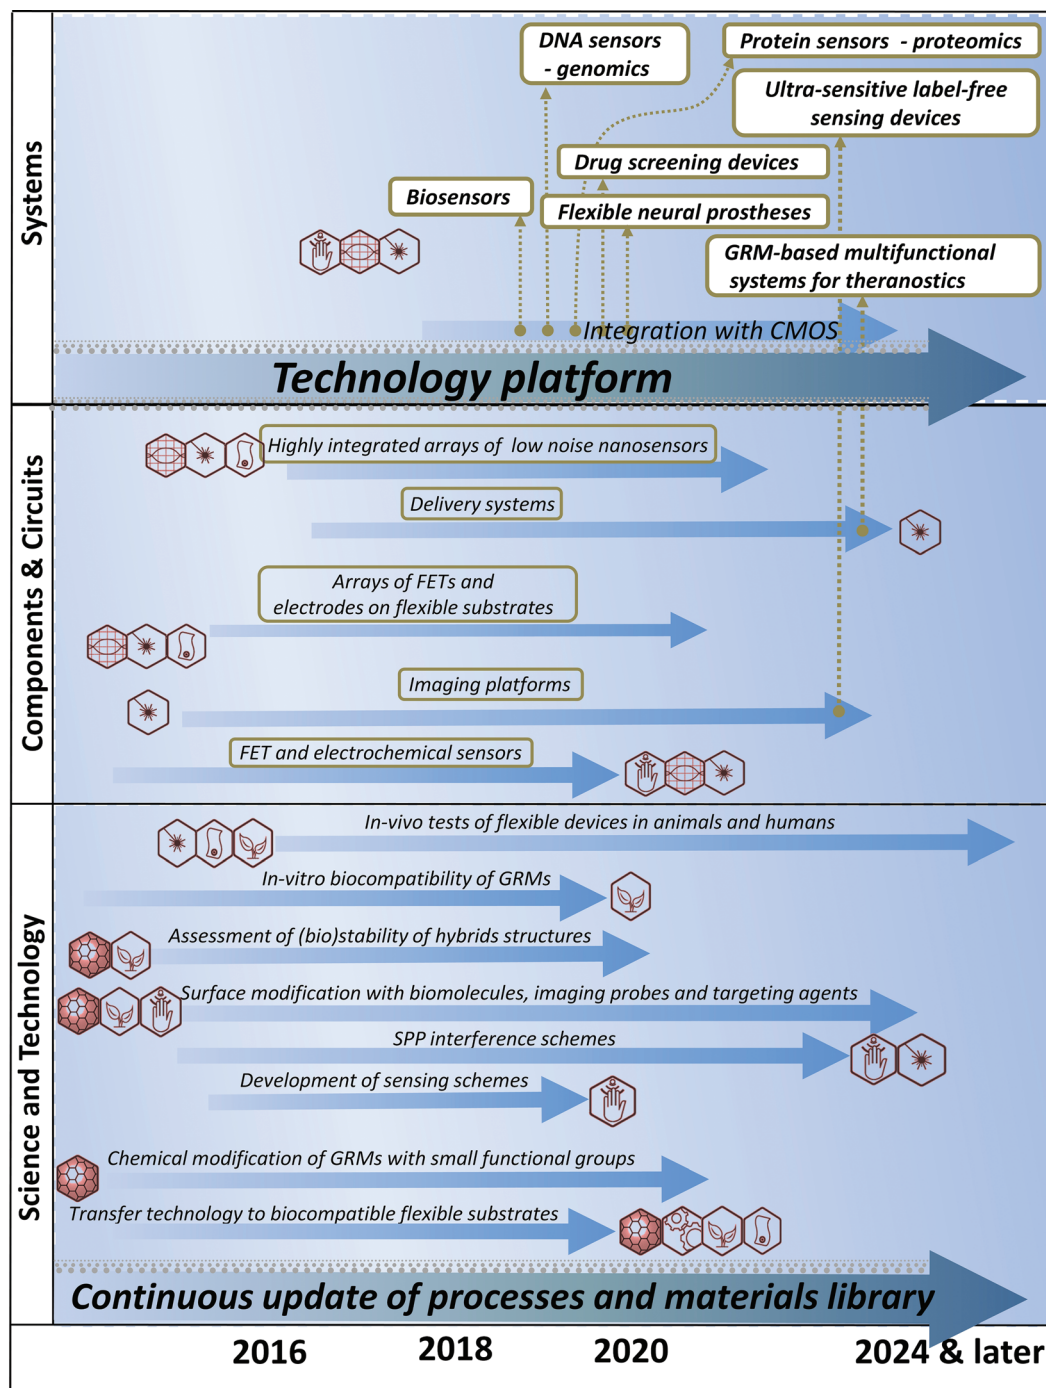 Systems
DNA sensors
- genomics
Protein sensors - proteomics
Ultra-sensitive label-free
sensing devices
Drug screening devices
Biosensors
Flexible neural prostheses
GRM-based multifunctional
systems for theranostics
Integration with CMOS
Technology platform
Components & Circuits
Highly integrated arrays of low noise nanosensors
Delivery systems
Arrays of FETs and
electrodes on flexible substrates
Imaging platforms
FET and electrochemical sensors
Science and Technology
In-vivo tests of flexible devices in animals and humans
In-vitro biocompatibility of GRMs
Assessment of (bio)stability of hybrids structures
Surface modification with biomolecules, imaging probes and targeting agents
SPP interference schemes
Development of sensing schemes
Chemical modification of GRMs with small functional groups
Transfer technology to biocompatible flexible substrates
Continuous update of processes and materials library
2016 2018 2020 2024 & later